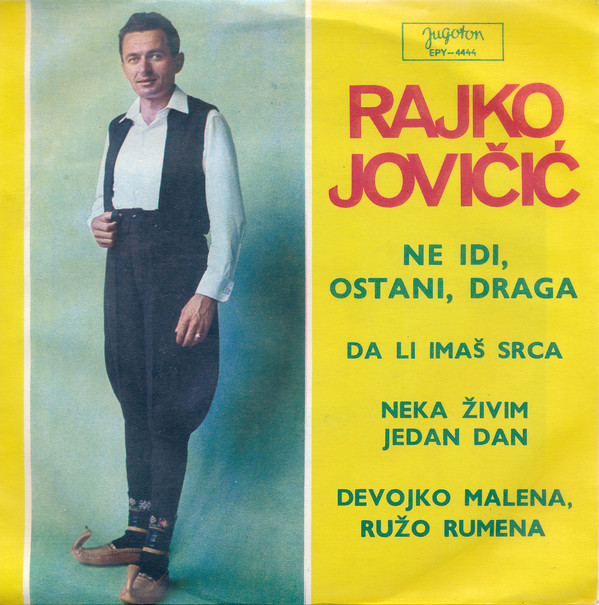 Jugoton
EPY-4444
RAJKO
JOVIČIĆ
NE IDI,
OSTANI, DRAGA
DA LI IMAŠ SRCA
NEKA ŽIVIM
JEDAN DAN
DEVOJKO MALENA,
RUŽO RUMENA